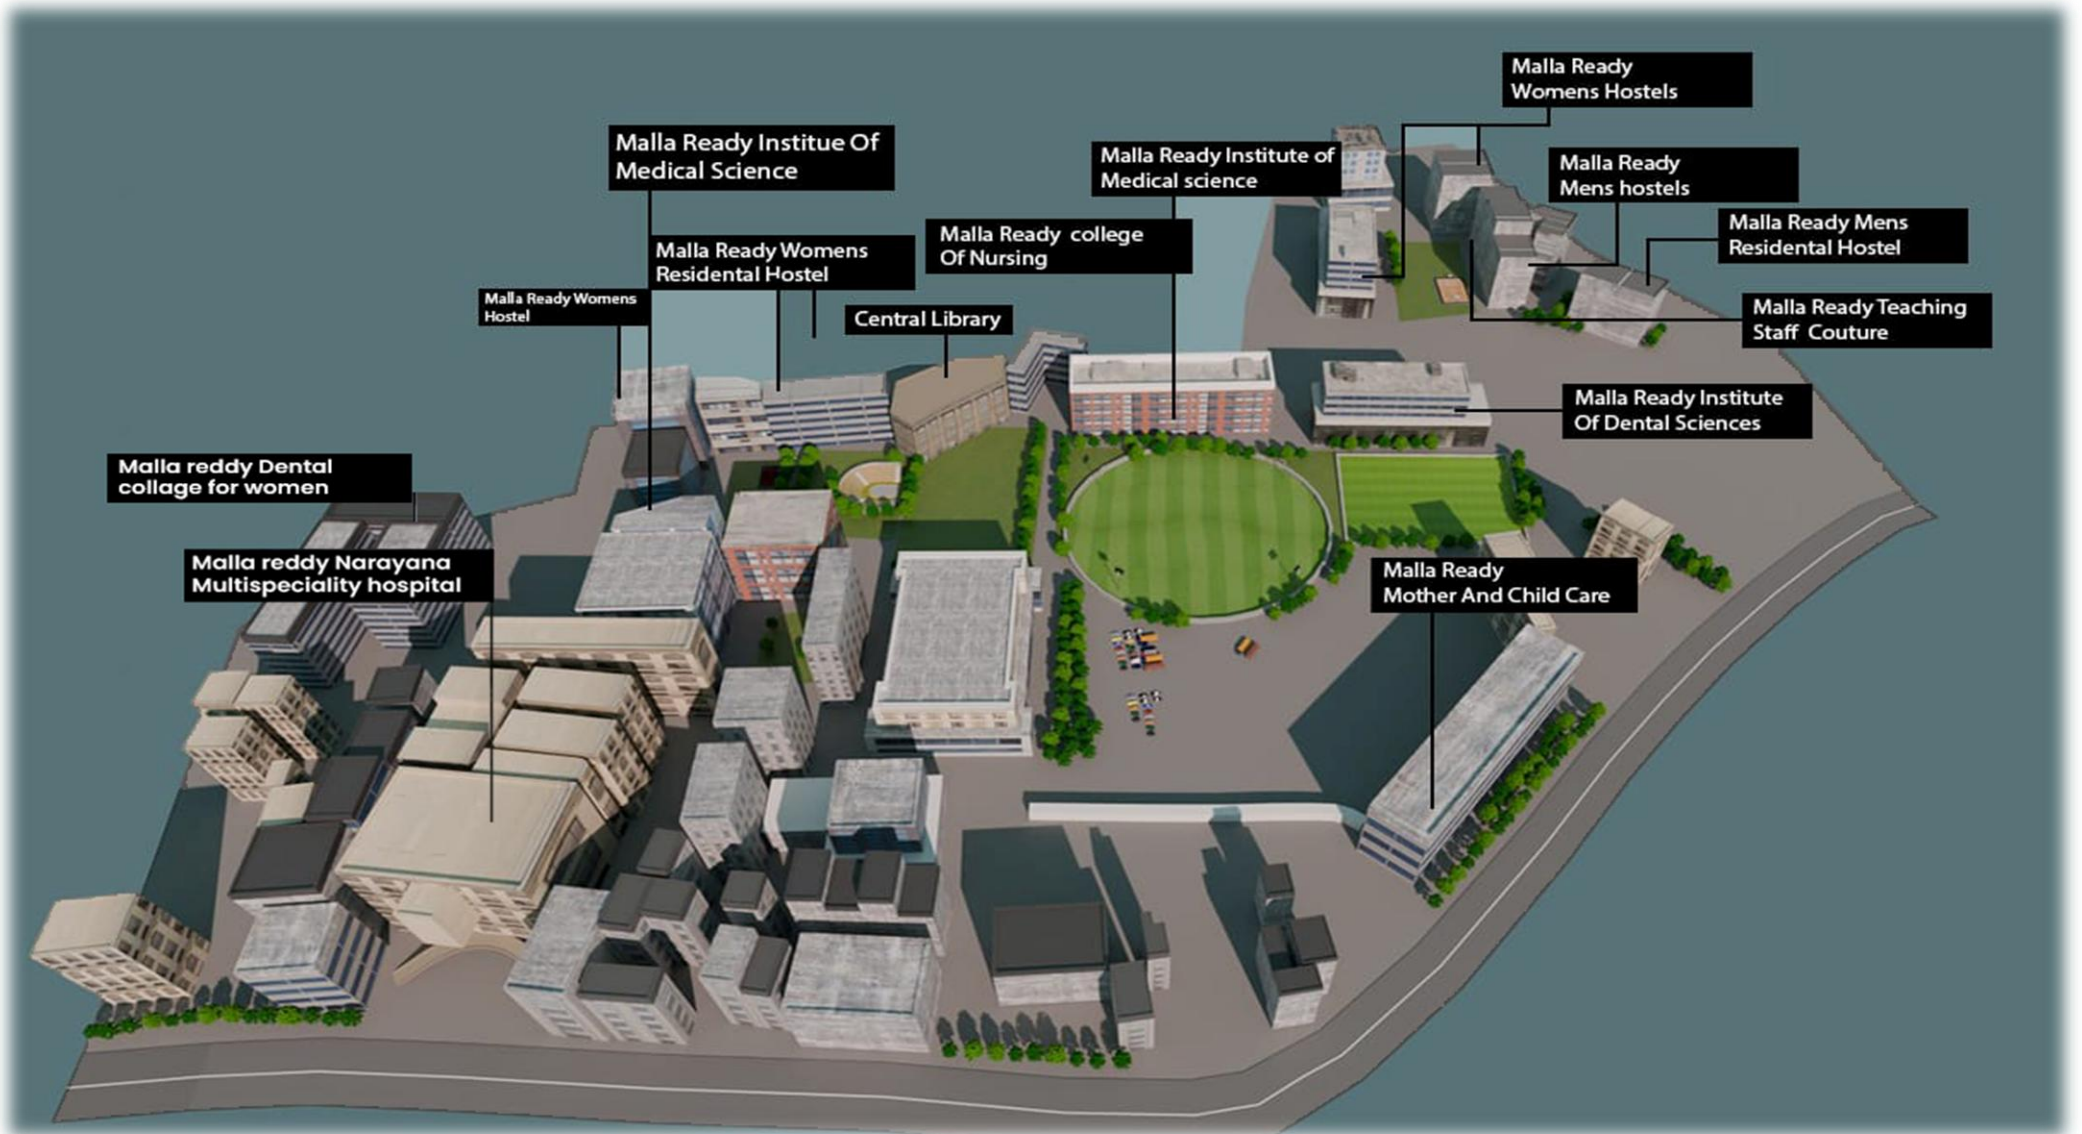 Malla Ready
Womens Hostels
Malla Ready Institue Of
Medical Science
Malla Ready Institute of
Medical science
Malla Ready
Mens hostels
Malla Ready Mens
Residental Hostel
Malla Ready college
Of Nursing
Malla Ready Womens
Residental Hostel
Malla Ready Womens
Hostel
Central Library
Malla Ready Teaching
Staff Couture
Malla Ready Institute
Of Dental Sciences
Malla reddy Dental
collage for women
Malla reddy Narayana
Multispeciality hospital
Malla Ready
Mother And Child Care